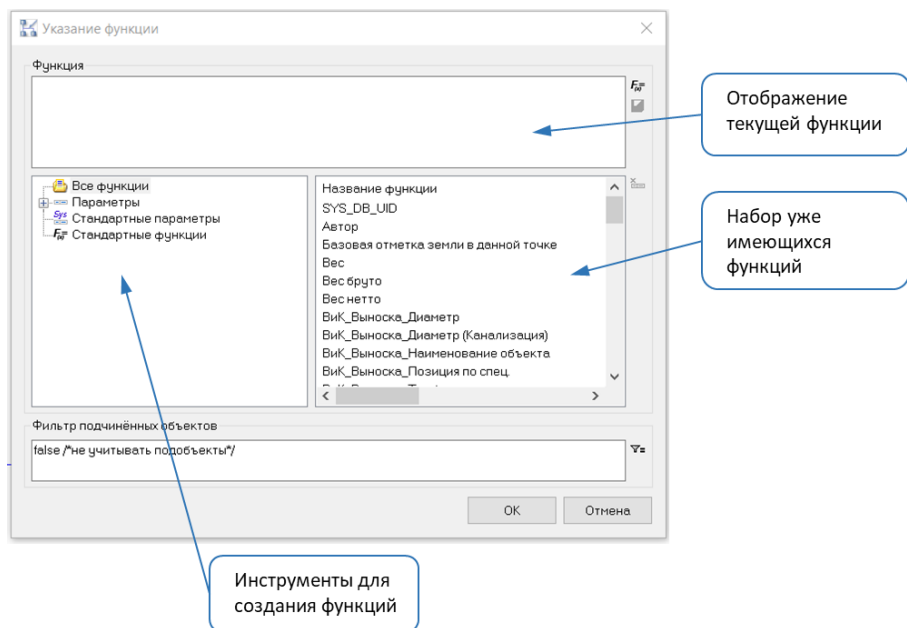 Указание функции
Функция
F(x)=
Отображение
текущей функции
Все функции
Параметры
Sys Стандартные параметры
F(x)= Стандартные функции
Название функции
SYS_DB_UID
Автор
Базовая отметка земли в данной точке
Вес
Вес бруто
Вес нетто
ВиК_Выноска_Диаметр
ВиК_Выноска_Диаметр (Канализация)
ВиК_Выноска_Наименование объекта
ВиК_Выноска_Позиция по спец.
Набор уже
имеющихся
функций
Фильтр подчинённых объектов
false /*не учитывать подобъекты*/
OK
Отмена
Инструменты для
создания функций